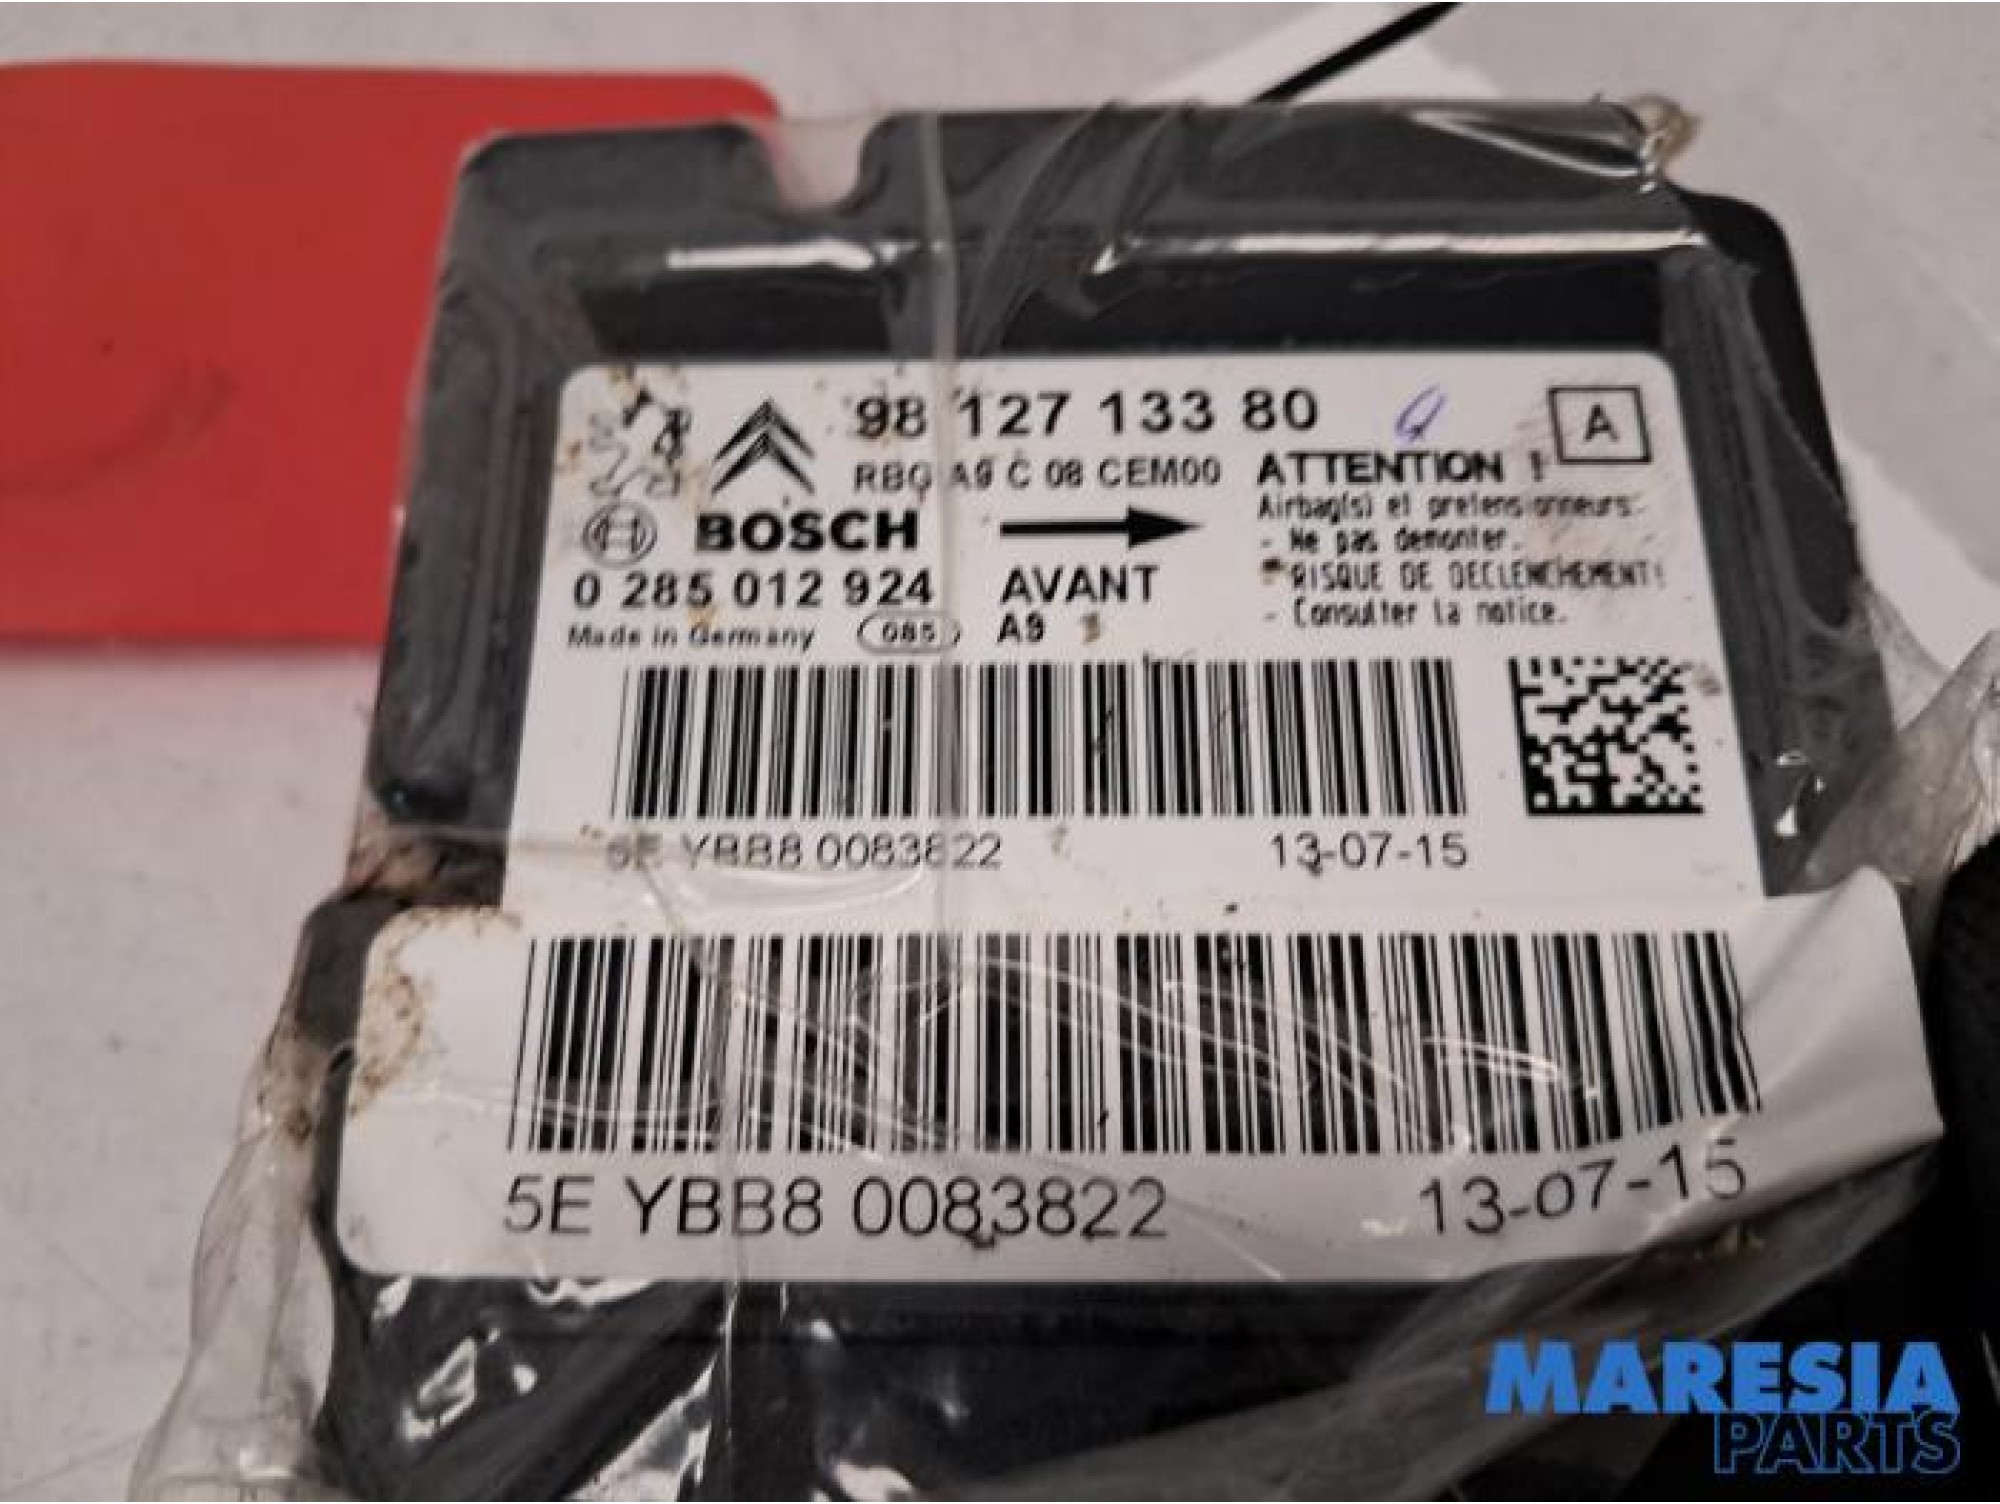 98 127 133 80
A
RBG A9 C 08 CEM00
ATTENTION !
Airbag(s) et pretensionneurs:
- Ne pas demonter.
BOSCH
AVANT
- RISQUE DE DECLENCHEMENT!
0 285 012 924
- Consulter la notice.
Made in Germany
085
A9
5E YBB8 0083822
13-07-15
5E YBB8 0083822
13-07-15
MARESIA
PARTS